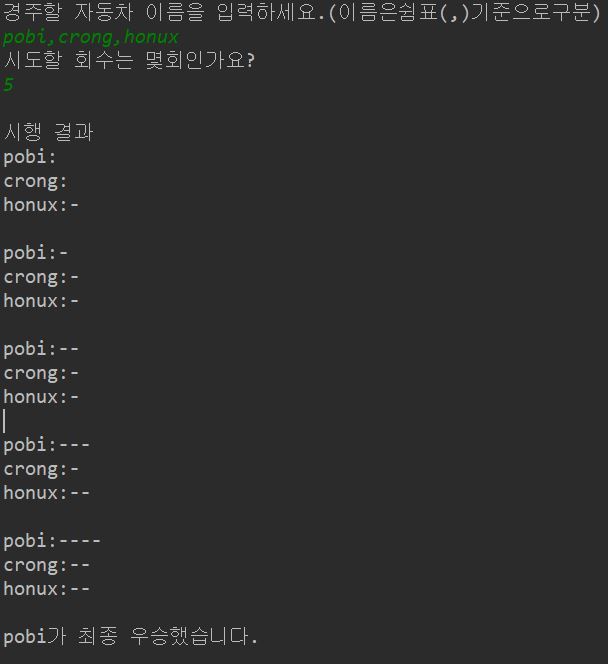 경주할 자동차 이름을 입력하세요.(이름은쉼표(,)기준으로구분)
pobi,crong,honux
시도할 회수는 몇회인가요?
5
시행 결과
pobi:
crong:
honux:-
pobi:-
crong:-
honux:-
pobi:--
crong:-
honux:-
pobi:---
crong:-
honux:--
pobi:----
crong:--
honux:--
pobi가 최종 우승했습니다.